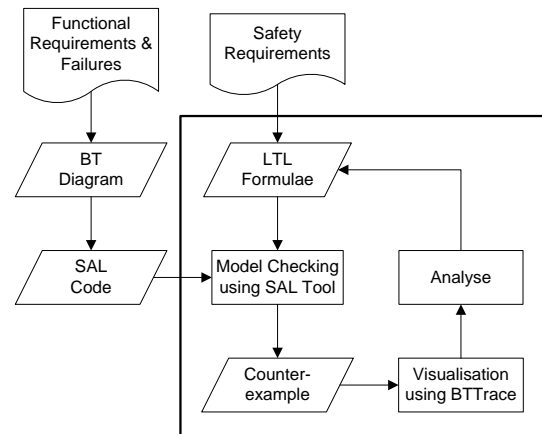 Functional
Requirements &
Failures
Safety
Requirements
BT
Diagram
LTL
Formulae
SAL
Code
Model Checking
using SAL Tool
Analyse
Counter-
example
Visualisation
using BTTrace